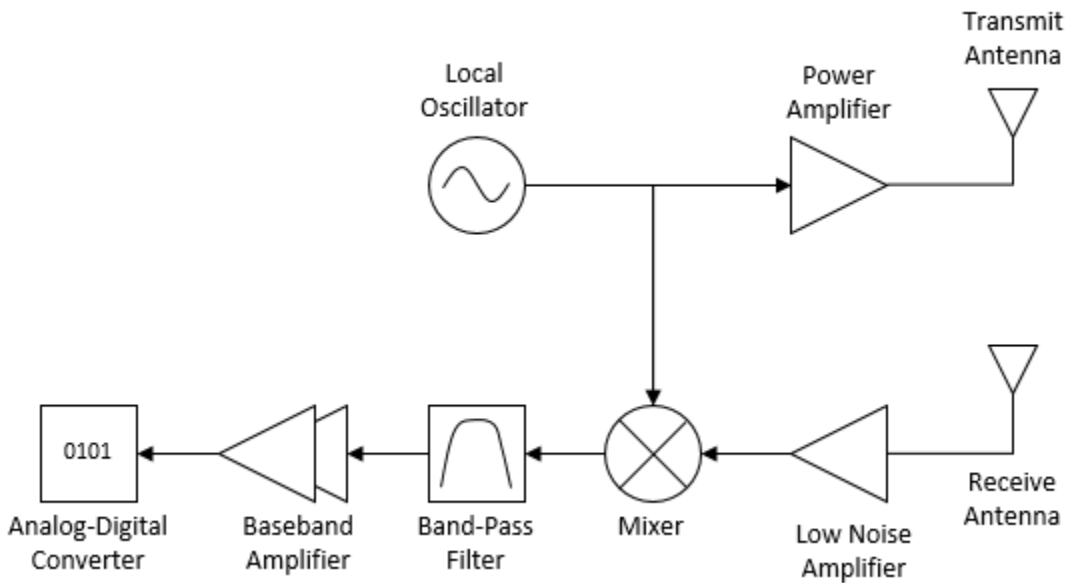 Transmit
Antenna
Local
Oscillator
Power
Amplifier
0101
Analog-Digital
Converter
Baseband
Amplifier
Band-Pass
Filter
Mixer
Low Noise
Amplifier
Receive
Antenna